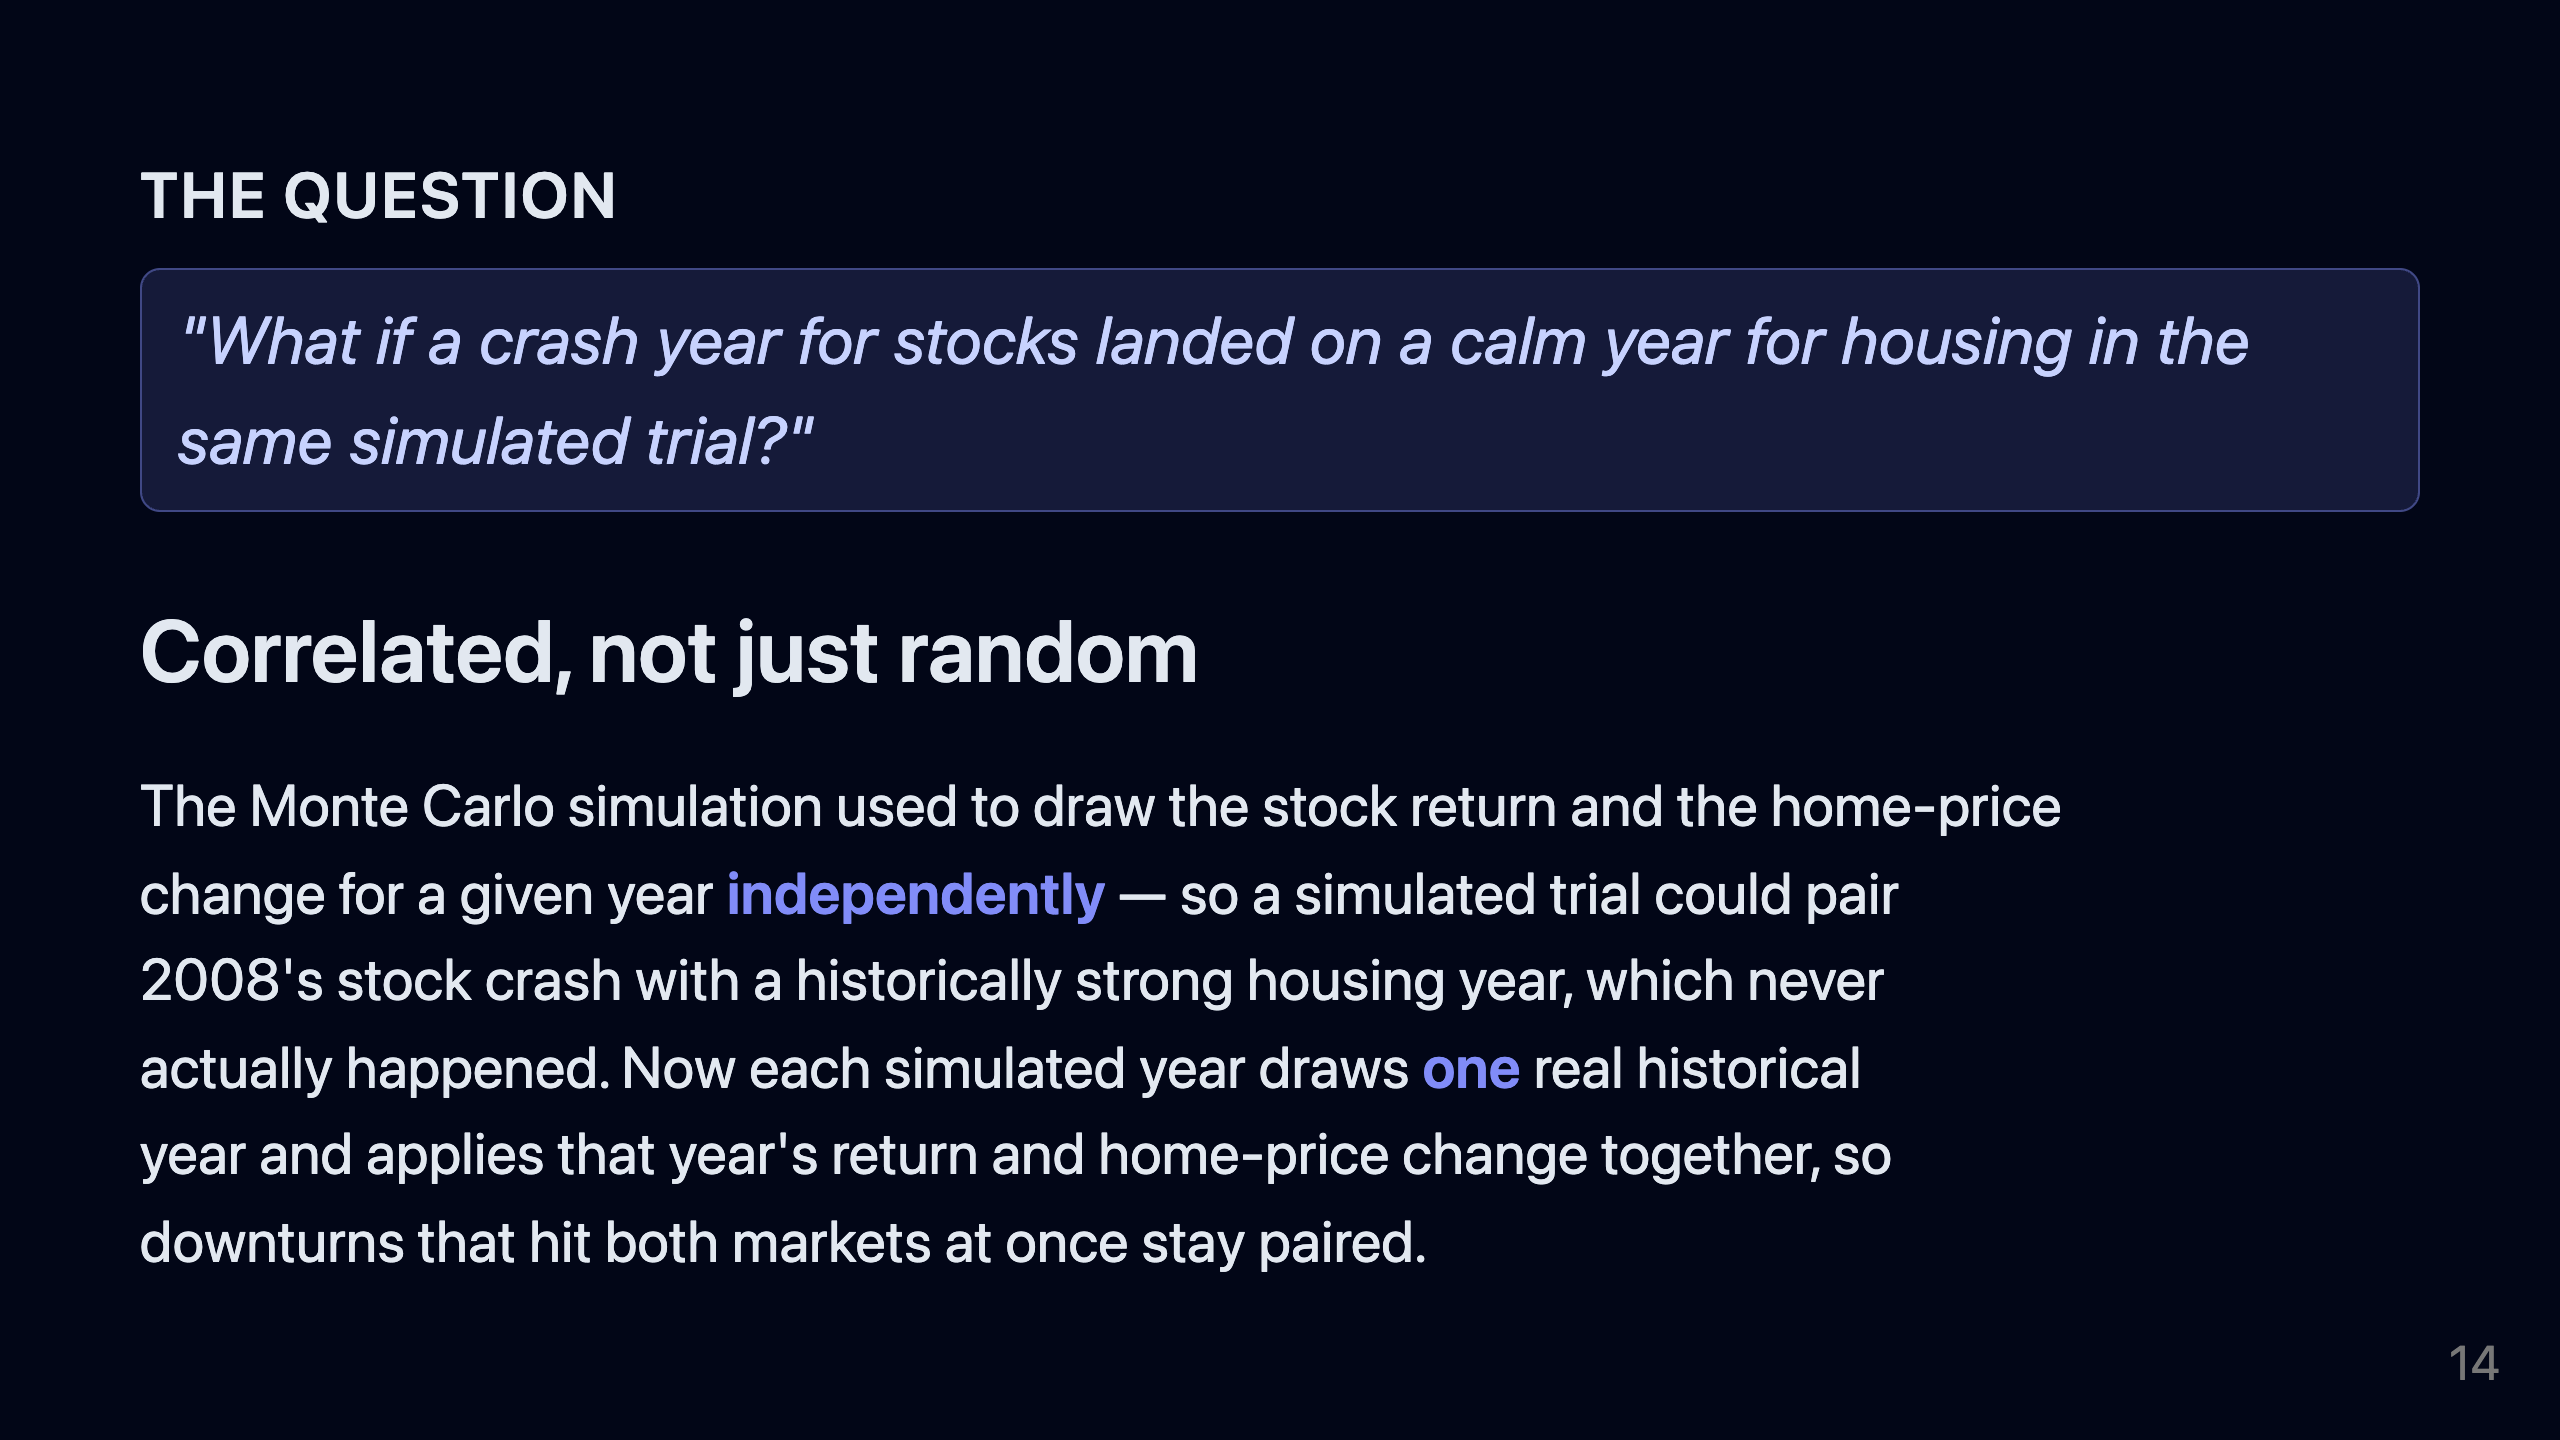 THE QUESTION
"What if a crash year for stocks landed on a calm year for housing in the
same simulated trial?"
Correlated, not just random
The Monte Carlo simulation used to draw the stock return and the home-price
change for a given year independently — so a simulated trial could pair
2008's stock crash with a historically strong housing year, which never
actually happened. Now each simulated year draws one real historical
year and applies that year's return and home-price change together, so
downturns that hit both markets at once stay paired.
14